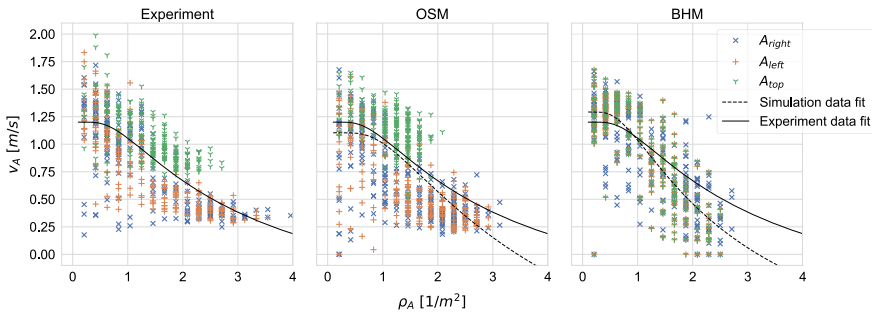 Experiment OSM BHM
2.00
1.75
1.50
1.25
1.00
0.75
0.50
0.25
0.00
v_A [m/s]
A_right
A_left
A_top
Simulation data fit
Experiment data fit
0 1 2 3 4 0 1 2 3 4 0 1 2 3 4
ρ_A [1/m²]